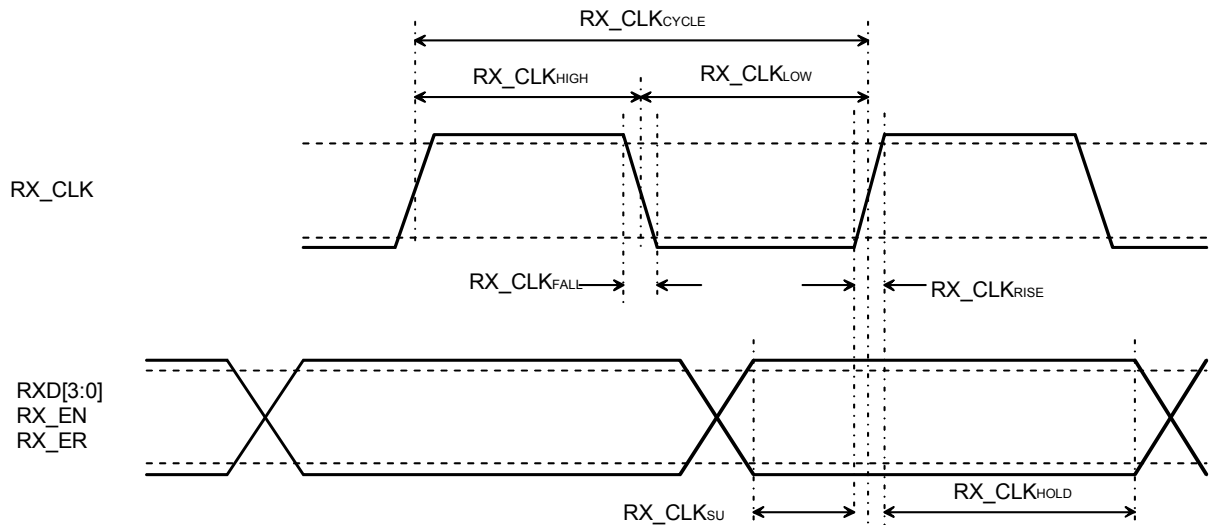 RX_CLKCYCLE
RX_CLKHIGH
RX_CLKLOW
RX_CLK
RX_CLKFALL
RX_CLKRISE
RXD[3:0]
RX_EN
RX_ER
RX_CLKHOLD
RX_CLKSU